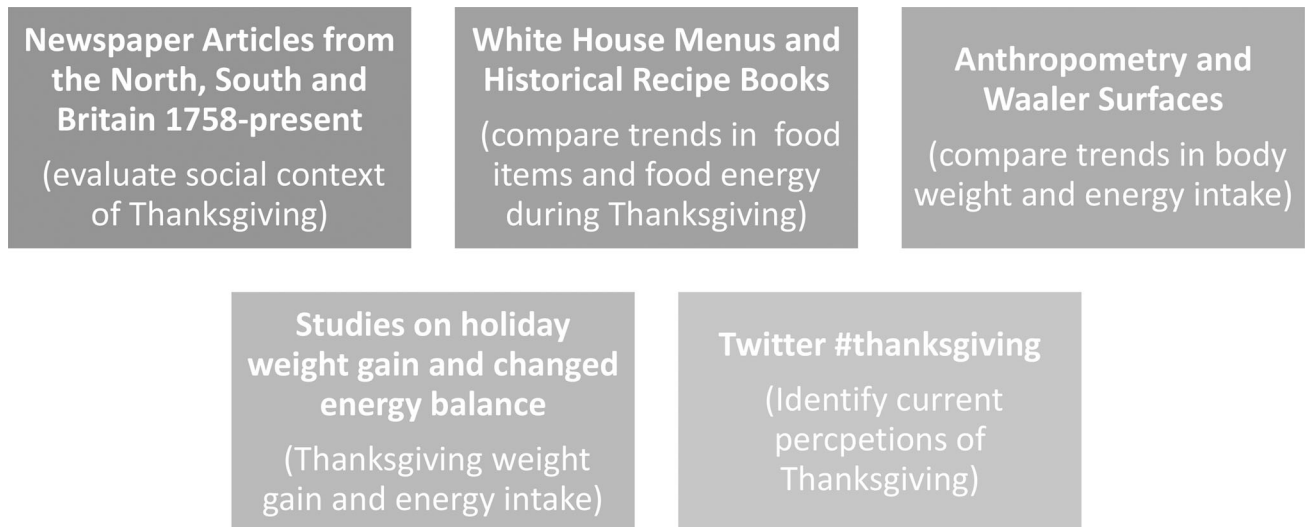 Newspaper Articles from
the North, South and
Britain 1758-present
(evaluate social context
of Thanksgiving)
White House Menus and
Historical Recipe Books
(compare trends in  food
items and food energy
during Thanksgiving)
Anthropometry and
Waaler Surfaces
(compare trends in body
weight and energy intake)
Studies on holiday
weight gain and changed
energy balance
(Thanksgiving weight
gain and energy intake)
Twitter #thanksgiving
(Identify current
percpetions of
Thanksgiving)